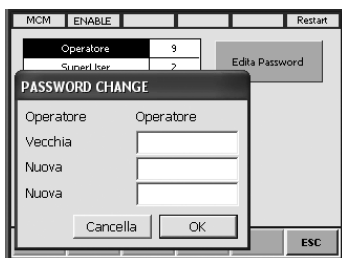 MCM ENABLE Restart
Operatore 9
SuperUser 2
Edita Password
PASSWORD CHANGE
Operatore Operatore
Vecchia
Nuova
Nuova
Cancella OK
ESC